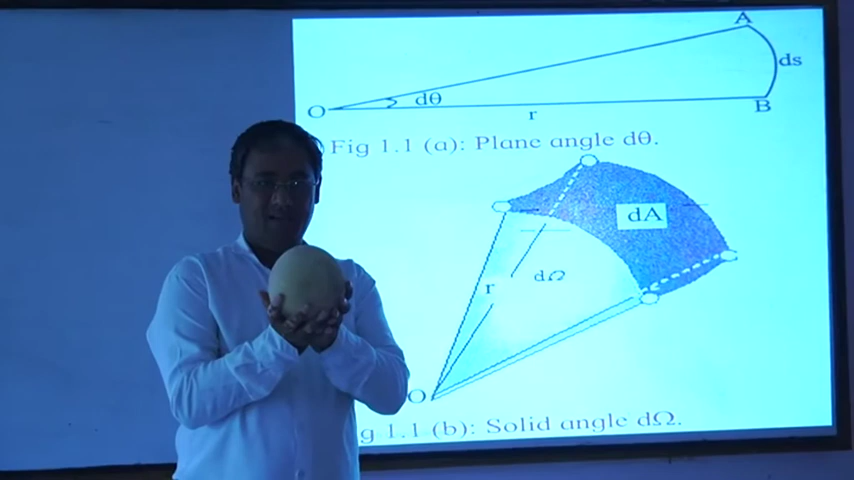 A
ds
O
dθ
r
B
Fig 1.1 (a): Plane angle dθ.
dA
dΩ
r
O
g 1.1 (b): Solid angle dΩ.